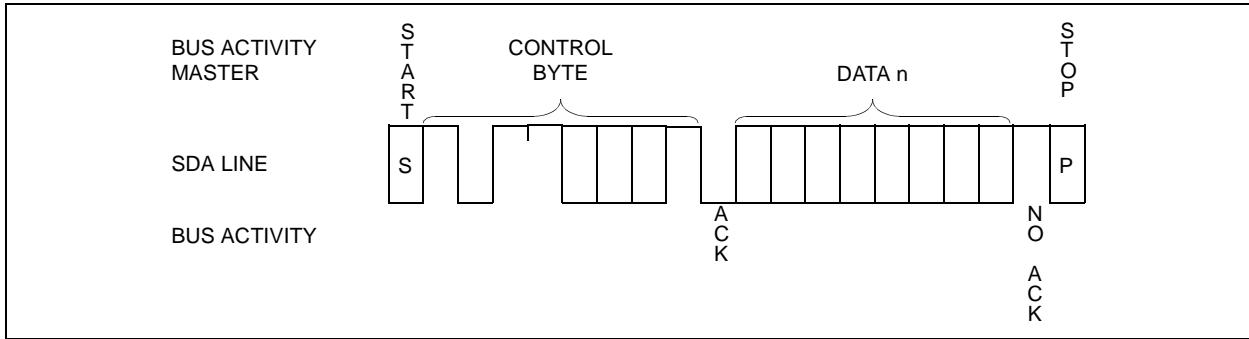 BUS ACTIVITY
MASTER
START
CONTROL
BYTE
DATA n
STOP
SDA LINE
S
P
BUS ACTIVITY
ACK
NO ACK